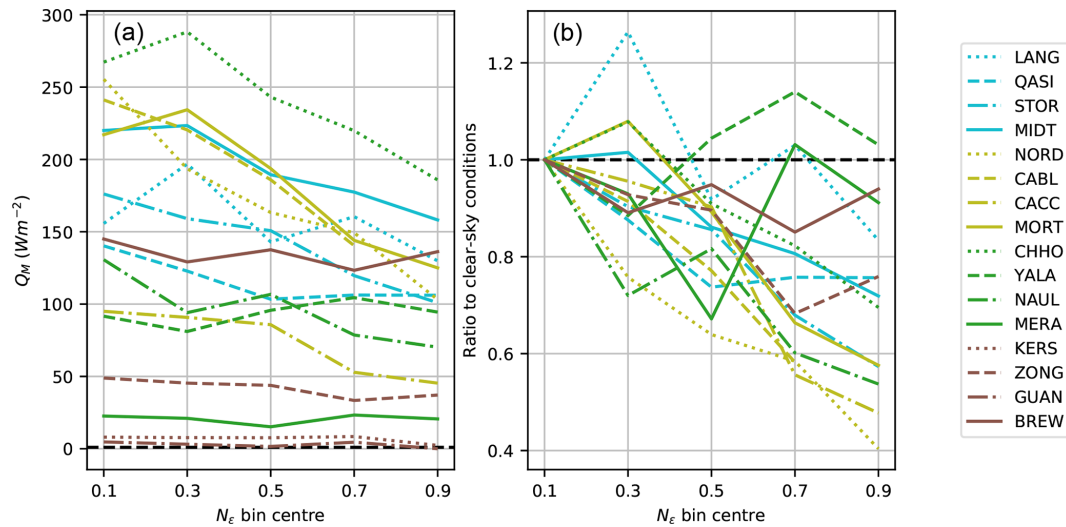 (a)
(b)
300
250
200
150
100
50
0
Q_M (Wm⁻²)
0.1 0.3 0.5 0.7 0.9
N_ε bin centre
1.2
1.0
0.8
0.6
0.4
Ratio to clear-sky conditions
0.1 0.3 0.5 0.7 0.9
N_ε bin centre
LANG
QASI
STOR
MIDT
NORD
CABL
CACC
MORT
CHHO
YALA
NAUL
MERA
KERS
ZONG
GUAN
BREW